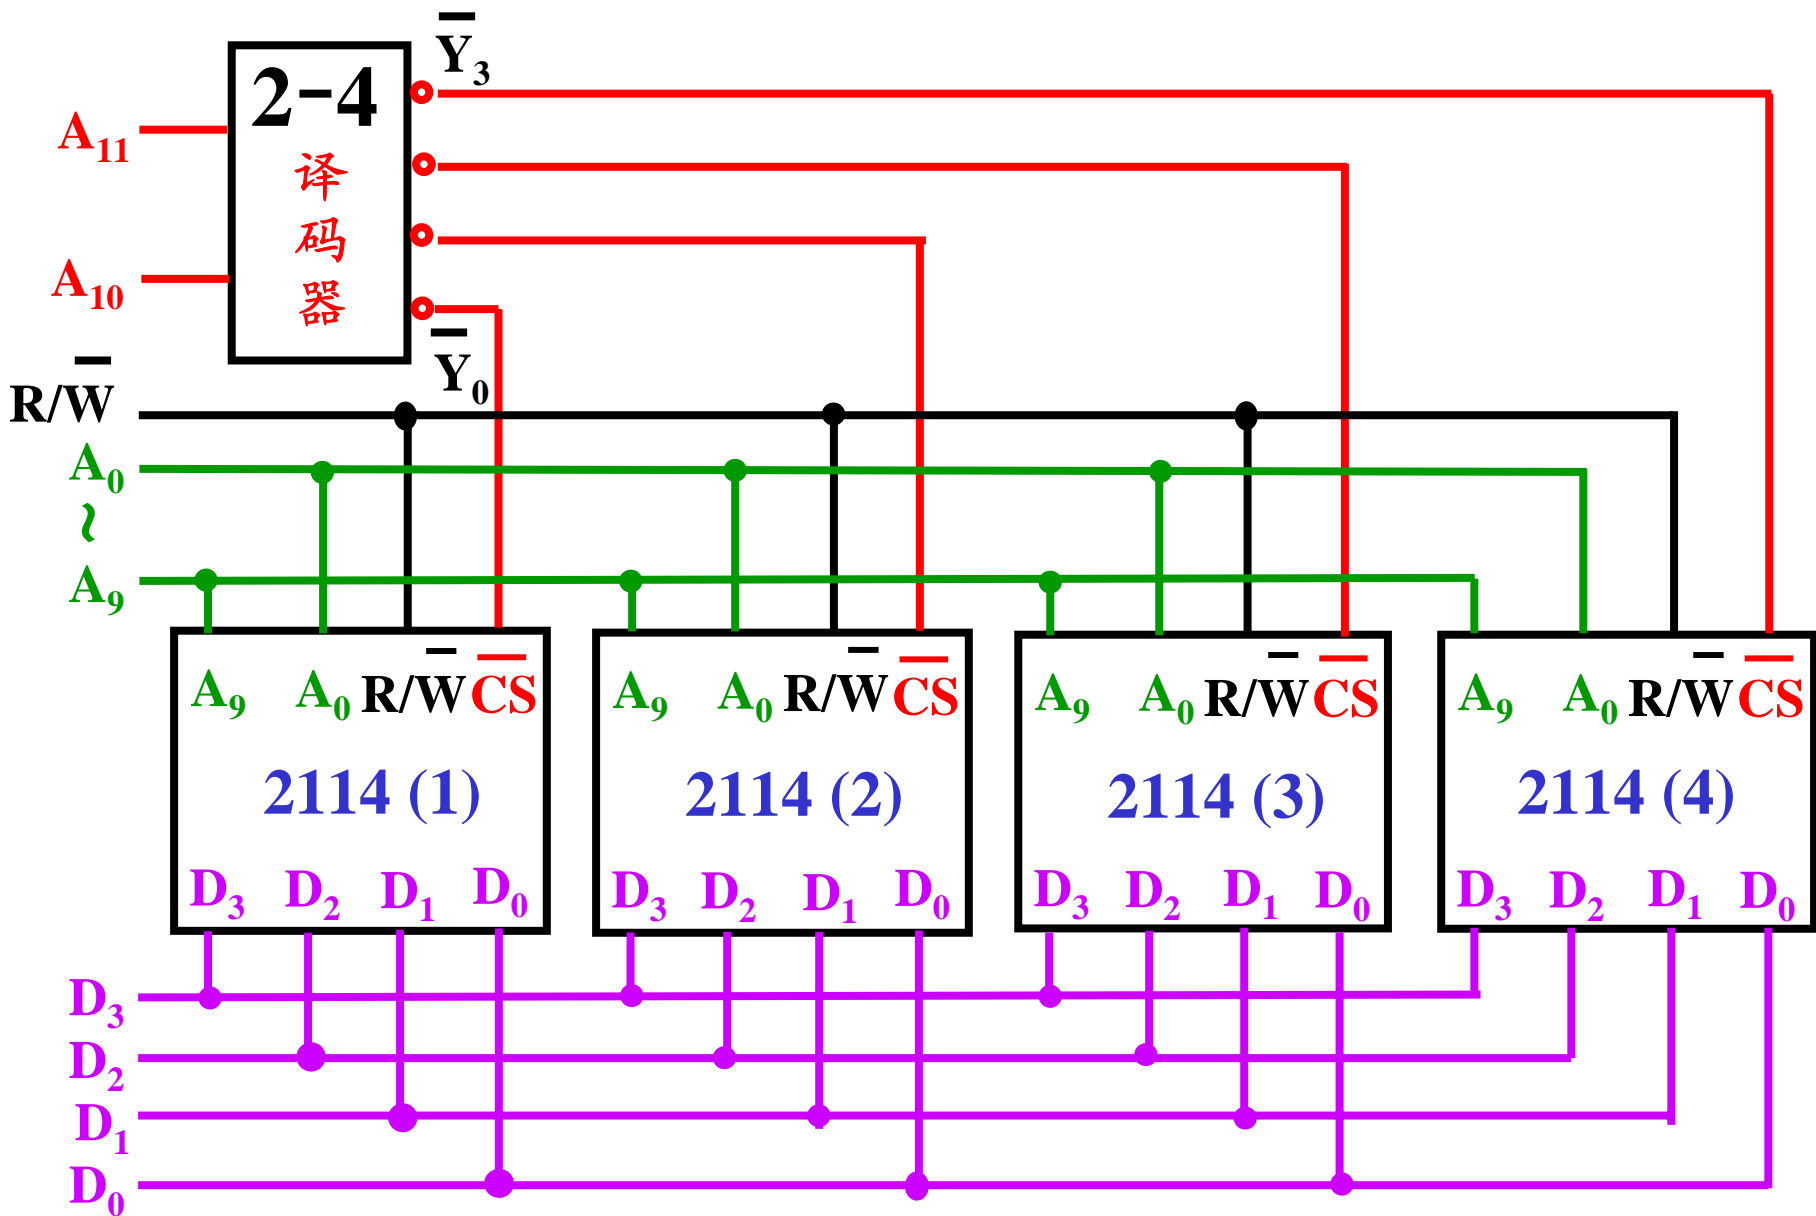 Y̅₃
2-4
A₁₁
译
码
A₁₀
器
Y̅₀
R/W̅
A₀
~
A₉
A₉ A₀ R/W̅ C̅S̅ A₉ A₀ R/W̅ C̅S̅ A₉ A₀ R/W̅ C̅S̅ A₉ A₀ R/W̅ C̅S̅
2114 (1) 2114 (2) 2114 (3) 2114 (4)
D₃ D₂ D₁ D₀ D₃ D₂ D₁ D₀ D₃ D₂ D₁ D₀ D₃ D₂ D₁ D₀
D₃
D₂
D₁
D₀